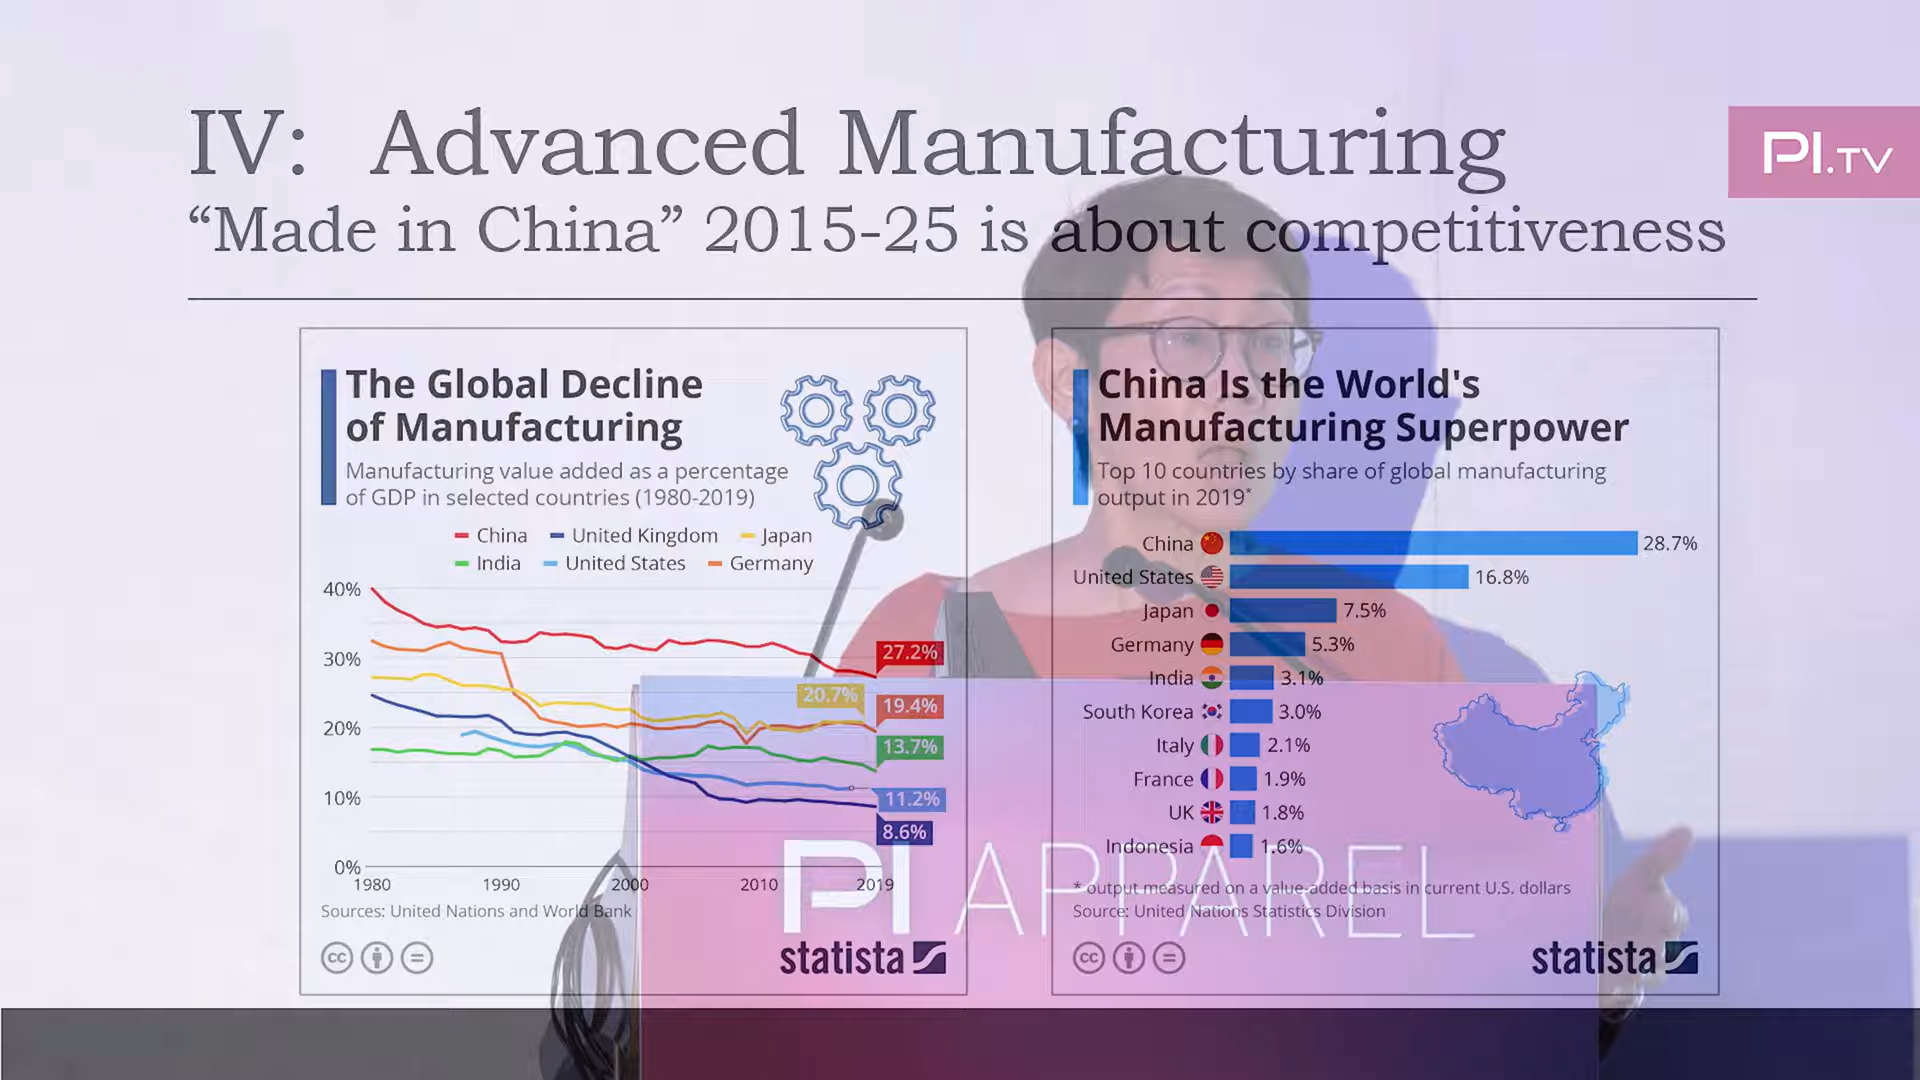 IV: Advanced Manufacturing
PI.TV
“Made in China” 2015-25 is about competitiveness
The Global Decline
of Manufacturing
Manufacturing value added as a percentage
of GDP in selected countries (1980-2019)
China United Kingdom Japan
India United States Germany
40%
30%
20%
10%
0%
27.2%
20.7%
19.4%
13.7%
11.2%
8.6%
1980 1990 2000 2010 2019
Sources: United Nations and World Bank
cc
statista
China Is the World's
Manufacturing Superpower
Top 10 countries by share of global manufacturing
output in 2019*
China 28.7%
United States 16.8%
Japan 7.5%
Germany 5.3%
India 3.1%
South Korea 3.0%
Italy 2.1%
France 1.9%
UK 1.8%
Indonesia 1.6%
* output measured on a value-added basis in current U.S. dollars
Source: United Nations Statistics Division
cc
statista
PI APPAREL